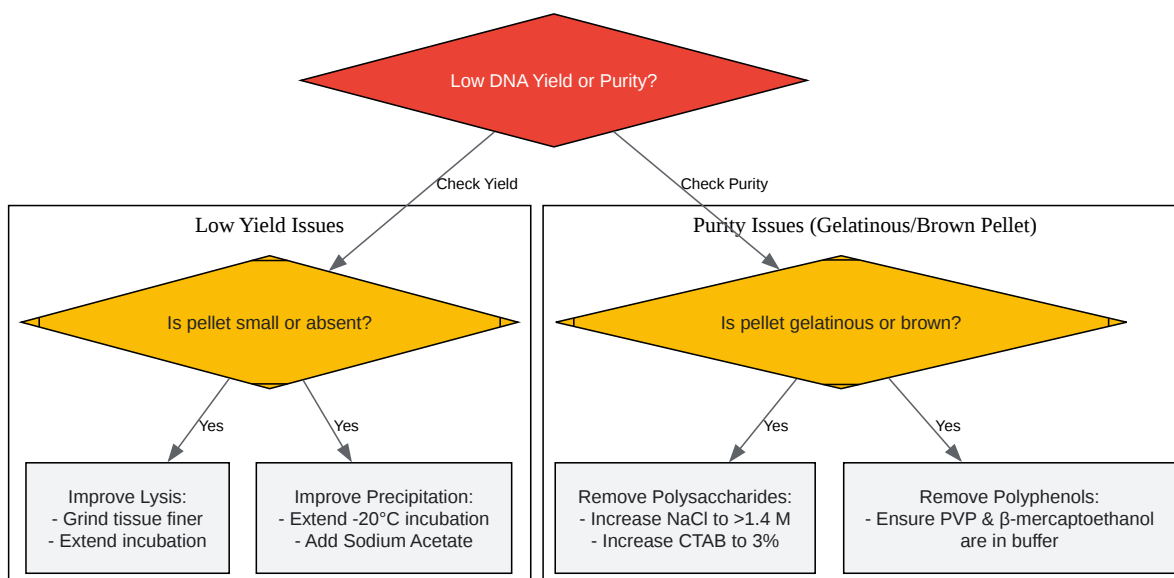 Low DNA Yield or Purity?
Check Yield
Check Purity
Low Yield Issues
Purity Issues (Gelatinous/Brown Pellet)
Is pellet small or absent?
Is pellet gelatinous or brown?
Yes
Yes
Yes
Yes
Improve Lysis:
- Grind tissue finer
- Extend incubation
Improve Precipitation:
- Extend -20°C incubation
- Add Sodium Acetate
Remove Polysaccharides:
- Increase NaCl to >1.4 M
- Increase CTAB to 3%
Remove Polyphenols:
- Ensure PVP & β-mercaptoethanol
are in buffer